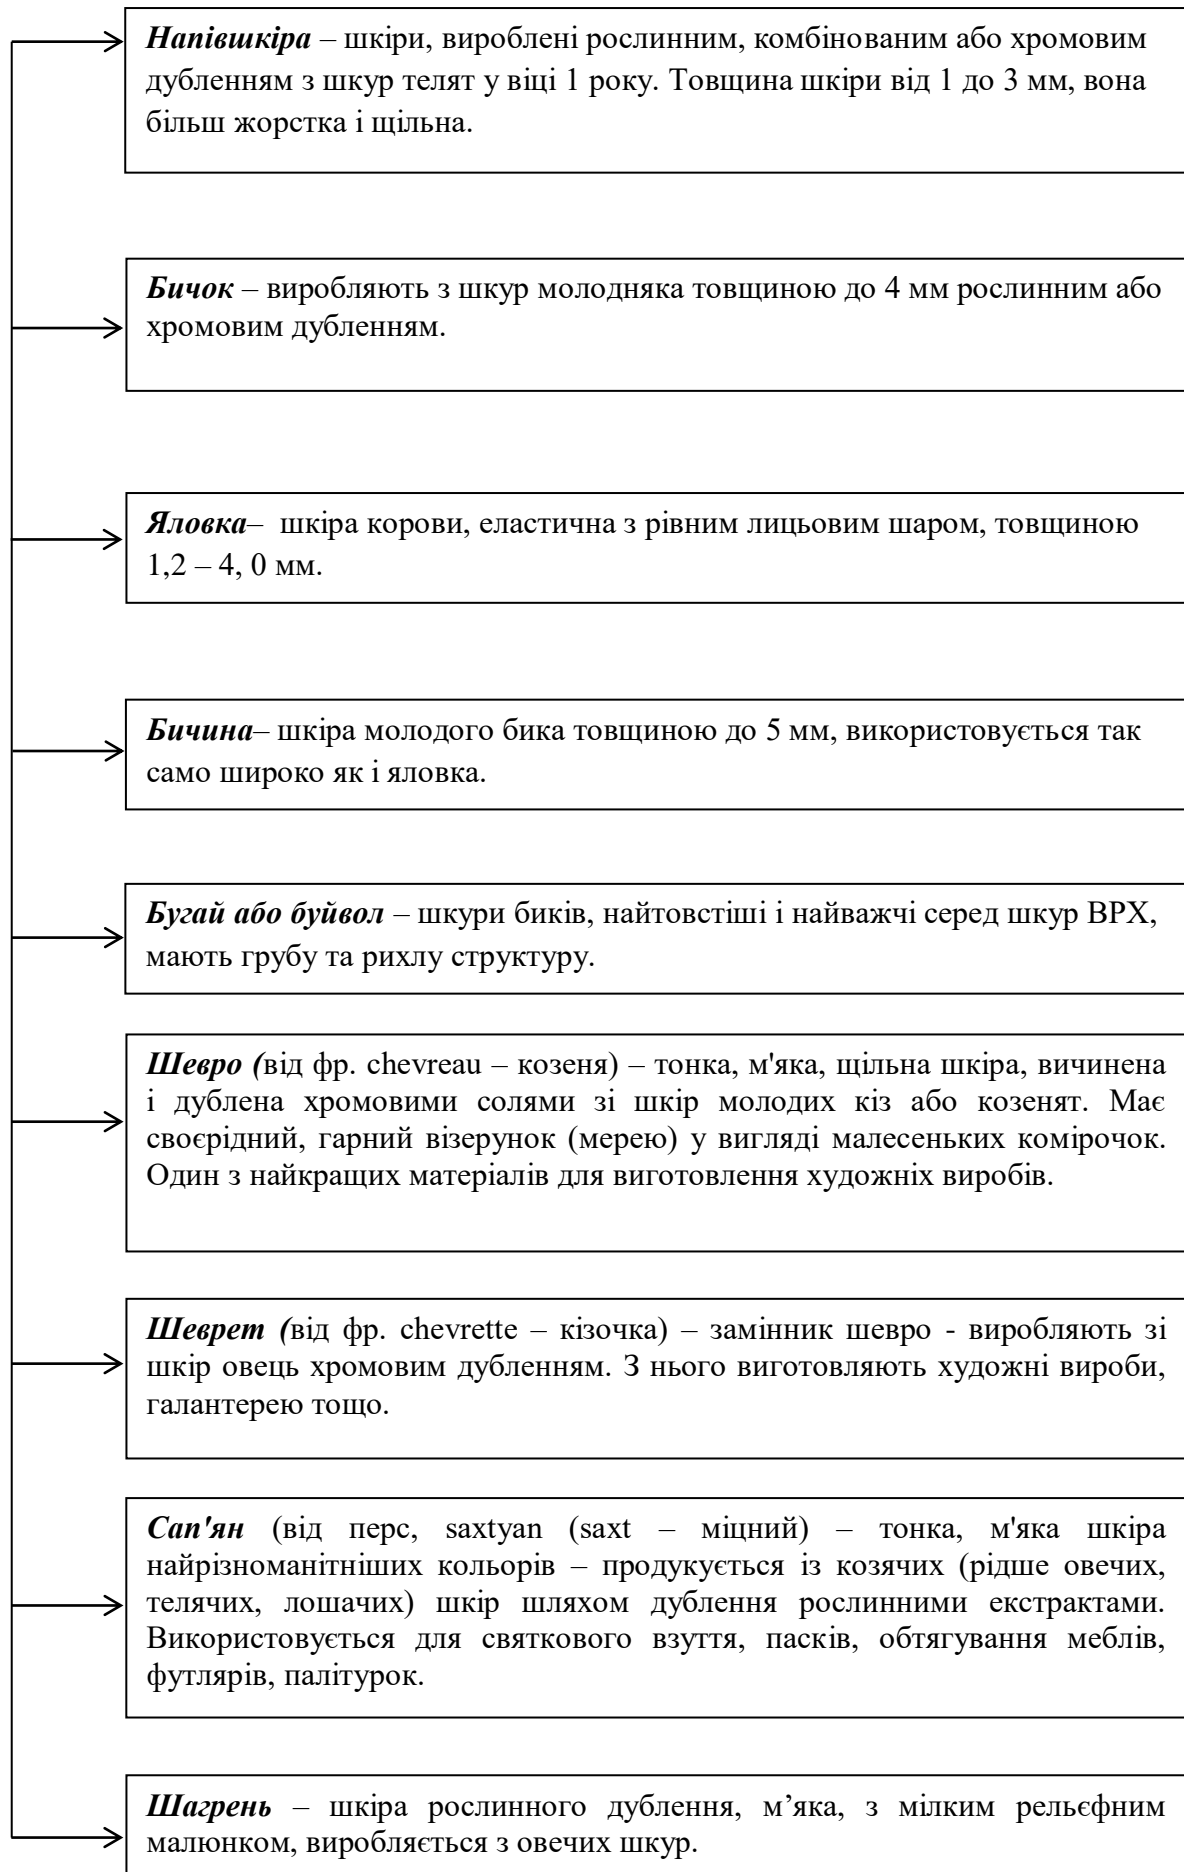 Напівшкіра – шкіри, вироблені рослинним, комбінованим або хромовим
дубленням з шкур телят у віці 1 року. Товщина шкіри від 1 до 3 мм, вона
більш жорстка і щільна.
Бичок – виробляють з шкур молодняка товщиною до 4 мм рослинним або
хромовим дубленням.
Яловка– шкіра корови, еластична з рівним лицьовим шаром, товщиною
1,2 – 4, 0 мм.
Бичина– шкіра молодого бика товщиною до 5 мм, використовується так
само широко як і яловка.
Бугай або буйвол – шкури биків, найтовстіші і найважчі серед шкур ВРХ,
мають грубу та рихлу структуру.
Шевро (від фр. chevreau – козеня) – тонка, м'яка, щільна шкіра, вичинена
і дублена хромовими солями зі шкір молодих кіз або козенят. Має
своєрідний, гарний візерунок (мерею) у вигляді малесеньких комірочок.
Один з найкращих матеріалів для виготовлення художніх виробів.
Шеврет (від фр. chevrette – кізочка) – замінник шевро - виробляють зі
шкір овець хромовим дубленням. З нього виготовляють художні вироби,
галантерею тощо.
Сап'ян (від перс, saxtyan (saxt – міцний) – тонка, м'яка шкіра
найрізноманітніших кольорів – продукується із козячих (рідше овечих,
телячих, лошачих) шкір шляхом дублення рослинними екстрактами.
Використовується для святкового взуття, пасків, обтягування меблів,
футлярів, палітурок.
Шагрень – шкіра рослинного дублення, м’яка, з мілким рельєфним
малюнком, виробляється з овечих шкур.